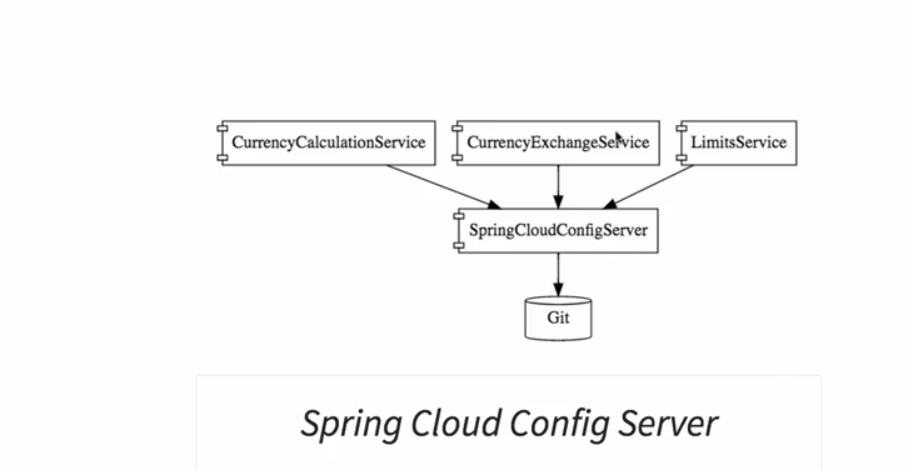 CurrencyCalculationService
CurrencyExchangeService
LimitsService
SpringCloudConfigServer
Git
Spring Cloud Config Server